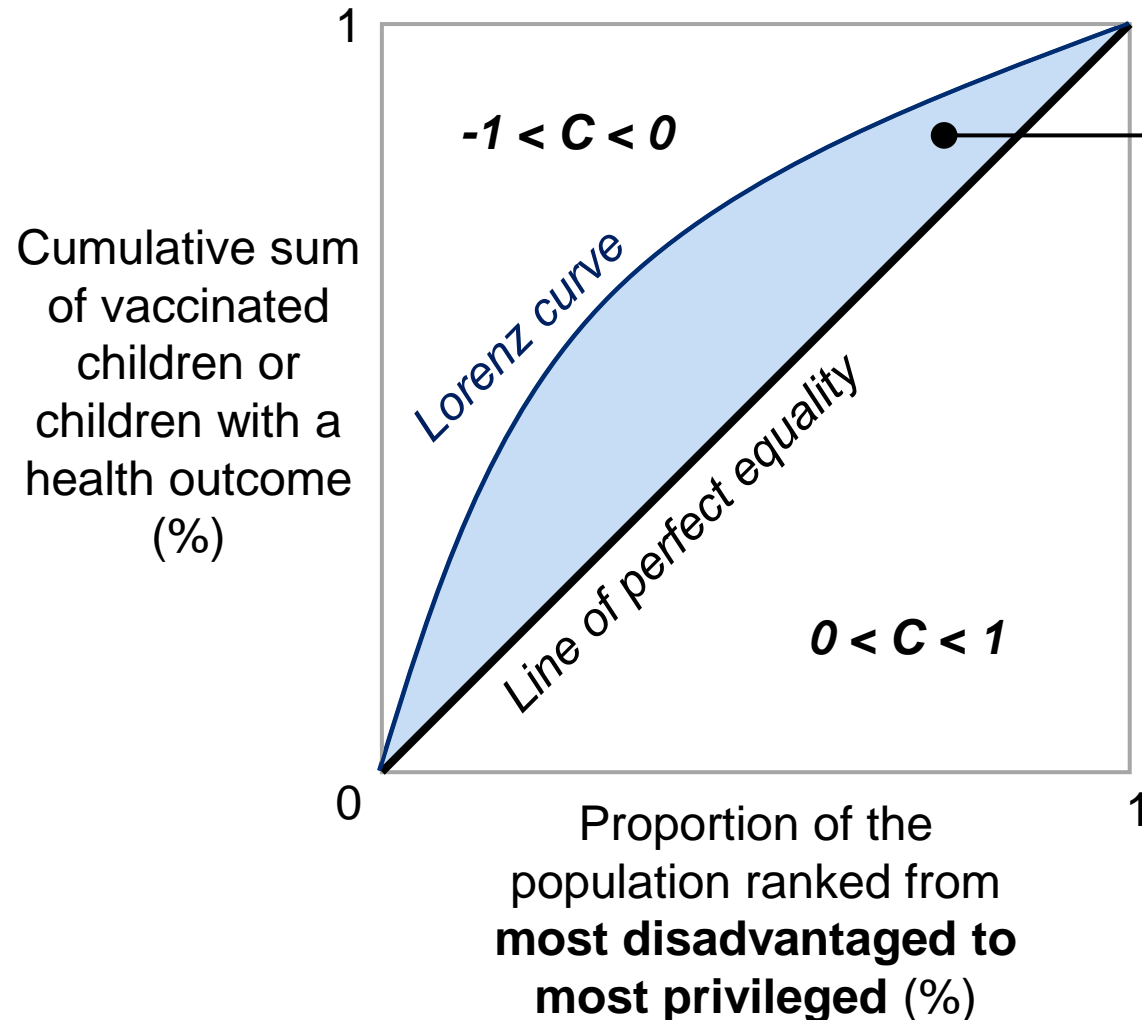 1
-1 < C < 0
Cumulative sum
of vaccinated
children or
children with a
health outcome
(%)
Lorenz curve
Line of perfect equality
0 < C < 1
0
1
Proportion of the
population ranked from
most disadvantaged to
most privileged (%)